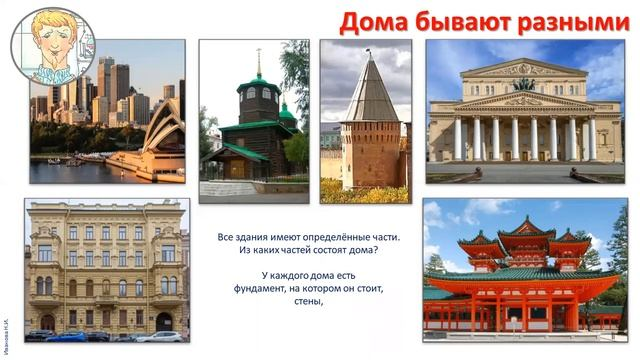 Дома бывают разными
Все здания имеют определённые части.
Из каких частей состоят дома?
У каждого дома есть
фундамент, на котором он стоит,
стены,
Иванова Н.И.